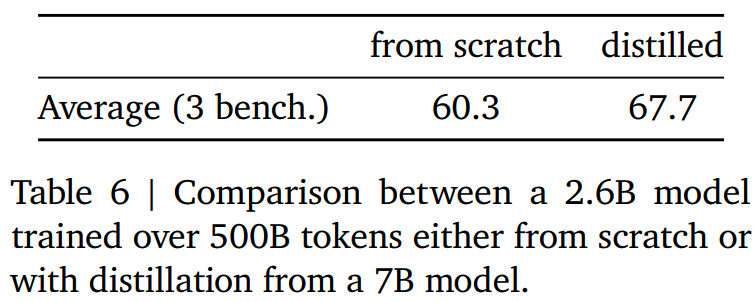 from scratch distilled
Average (3 bench.) 60.3 67.7
Table 6 | Comparison between a 2.6B model
trained over 500B tokens either from scratch or
with distillation from a 7B model.